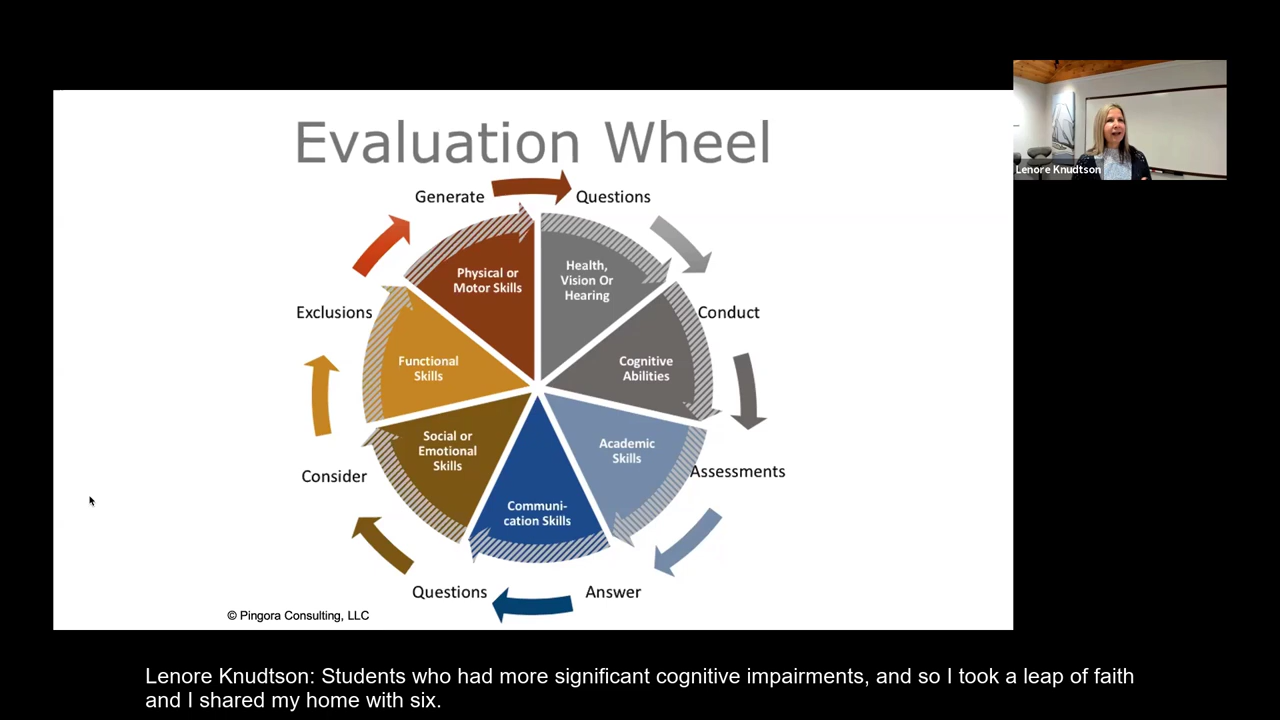 Evaluation Wheel
Generate
Questions
Physical or
Motor Skills
Health,
Vision Or
Hearing
Exclusions
Conduct
Functional
Skills
Cognitive
Abilities
Social or
Emotional
Skills
Academic
Skills
Consider
Assessments
Communi-
cation Skills
Questions
Answer
© Pingora Consulting, LLC
Lenore Knudtson
Lenore Knudtson: Students who had more significant cognitive impairments, and so I took a leap of faith
and I shared my home with six.